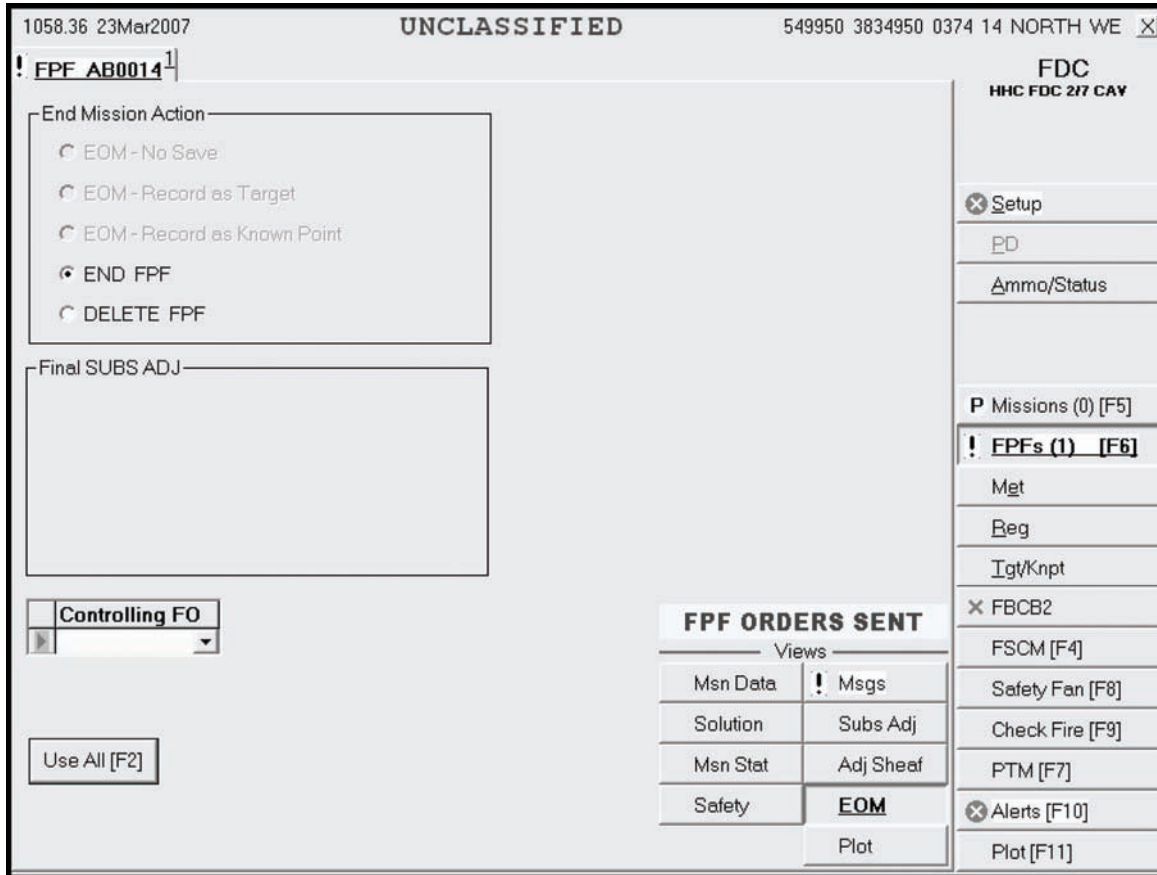 1058.36 23Mar2007 UNCLASSIFIED 549950 3834950 0374 14 NORTH WE X
! FPF AB0014 1
End Mission Action
EOM - No Save
EOM - Record as Target
EOM - Record as Known Point
END FPF
DELETE FPF
Final SUBS ADJ
Controlling FO
Use All [F2]
FPF ORDERS SENT
Views
Msn Data ! Msgs
Solution Subs Adj
Msn Stat Adj Sheaf
Safety EOM
Plot
FDC
HHC FDC 2/7 CAV
Setup
PD
Ammo/Status
P Missions (0) [F5]
! FPFs (1) [F6]
Met
Reg
Tgt/Knpt
FBCB2
FSCM [F4]
Safety Fan [F8]
Check Fire [F9]
PTM [F7]
Alerts [F10]
Plot [F11]